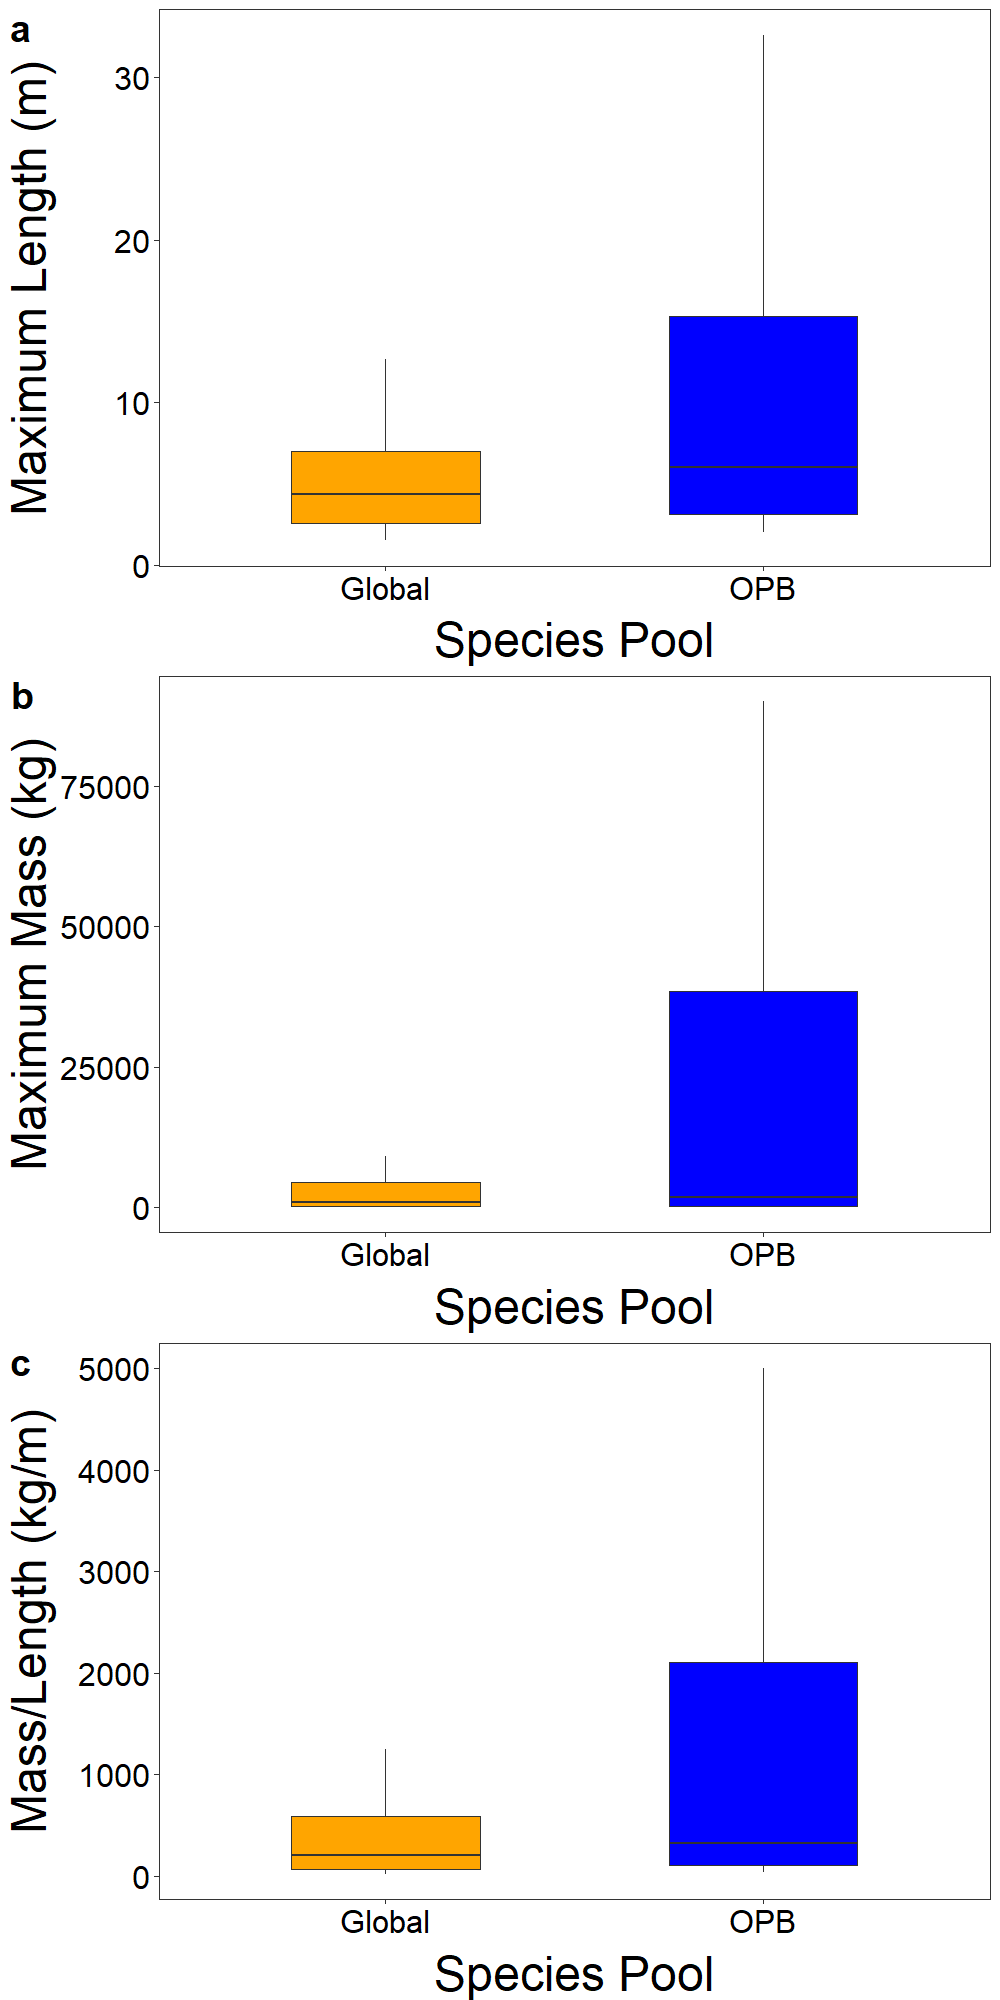 a
Maximum Length (m)
30
20
10
0
Global OPB
Species Pool
b
Maximum Mass (kg)
75000
50000
25000
0
Global OPB
Species Pool
c
Mass/Length (kg/m)
5000
4000
3000
2000
1000
0
Global OPB
Species Pool